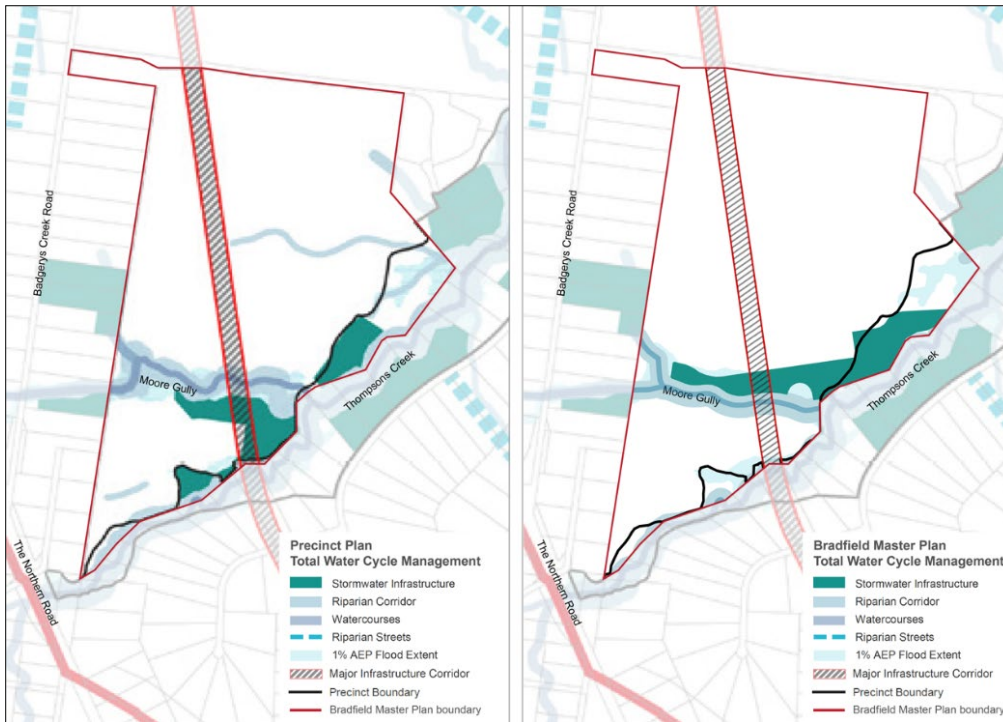 Badgerys Creek Road
Moore Gully
Thompsons Creek
The Northern Road
Precinct Plan
Total Water Cycle Management
Stormwater Infrastructure
Riparian Corridor
Watercourses
Riparian Streets
1% AEP Flood Extent
Major Infrastructure Corridor
Precinct Boundary
Bradfield Master Plan boundary
Badgerys Creek Road
Moore Gully
Thompsons Creek
The Northern Road
Bradfield Master Plan
Total Water Cycle Management
Stormwater Infrastructure
Riparian Corridor
Watercourses
Riparian Streets
1% AEP Flood Extent
Major Infrastructure Corridor
Precinct Boundary
Bradfield Master Plan boundary